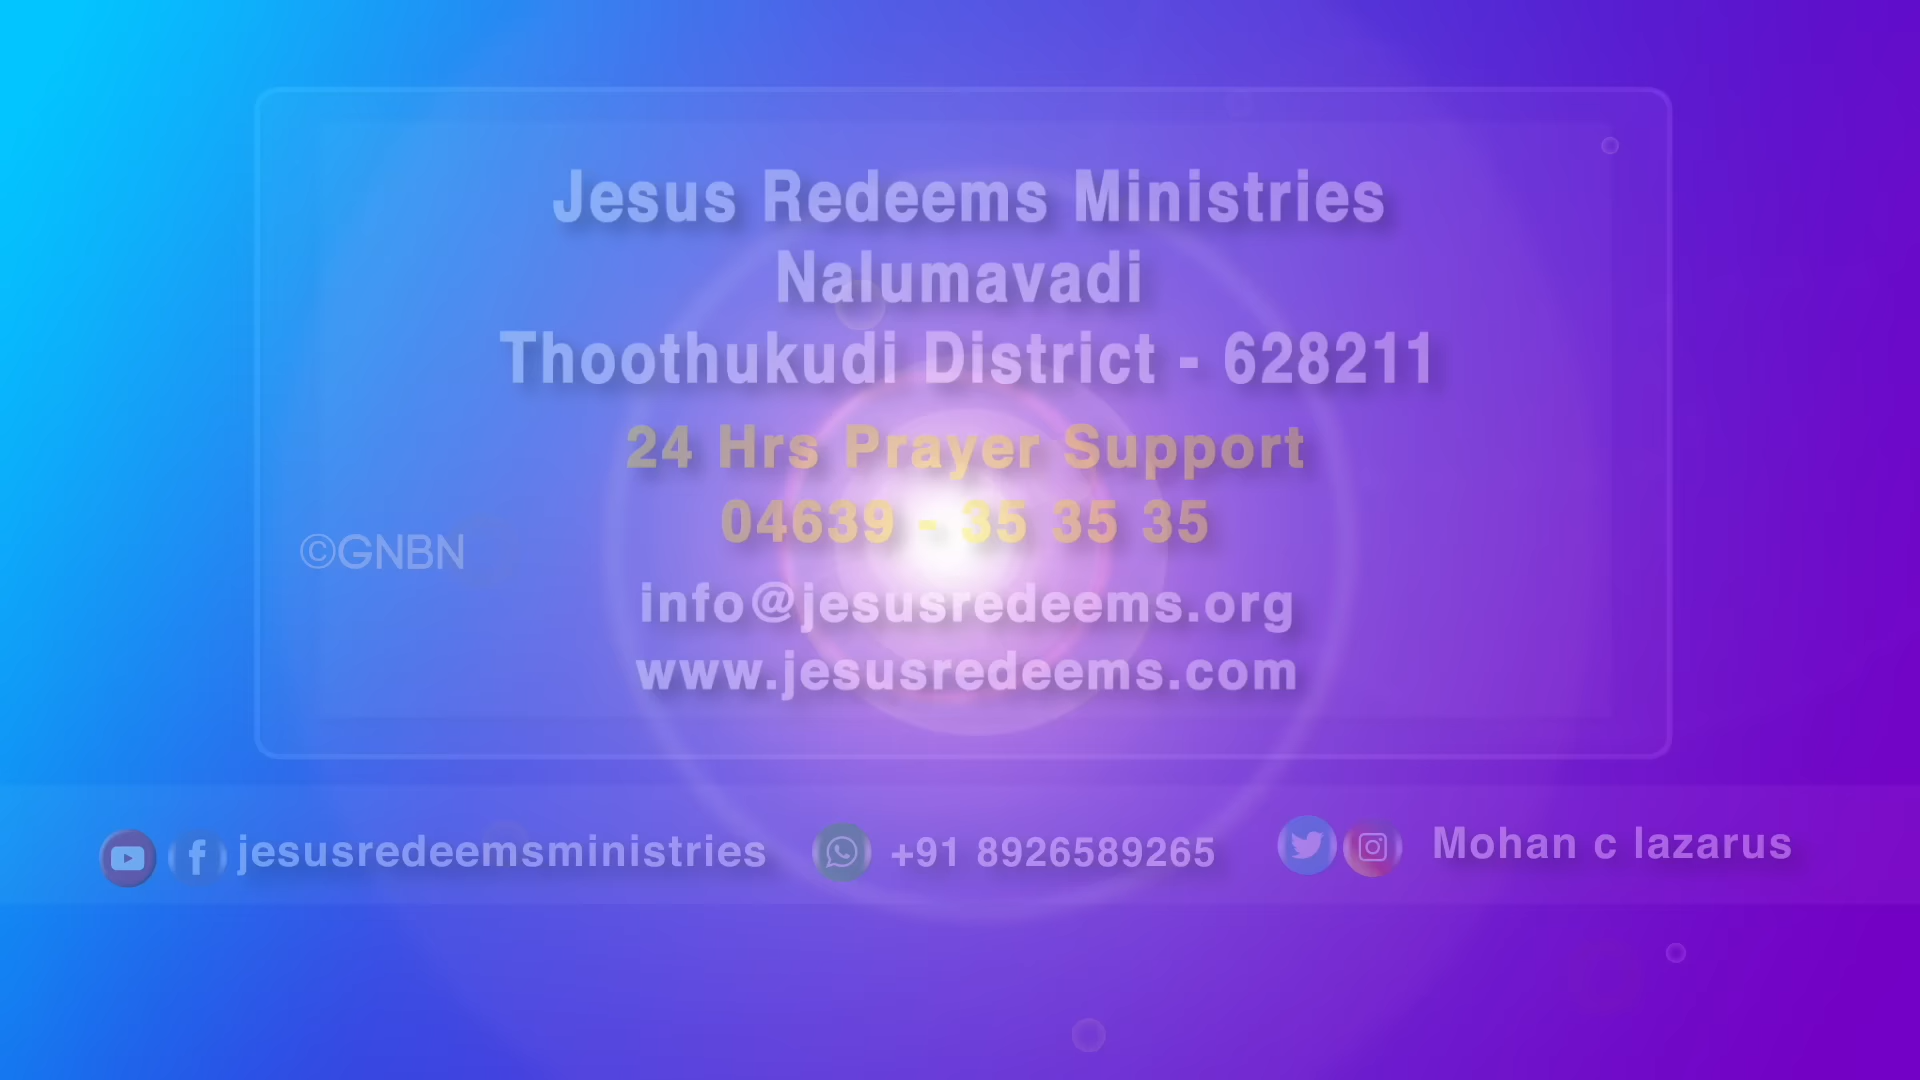 Jesus Redeems Ministries
Nalumavadi
Thoothukudi District - 628211
24 Hrs Prayer Support
04639 - 35 35 35
©GNBN
info@jesusredeems.org
www.jesusredeems.com
jesusredeemsministries
+91 8926589265
Mohan c lazarus